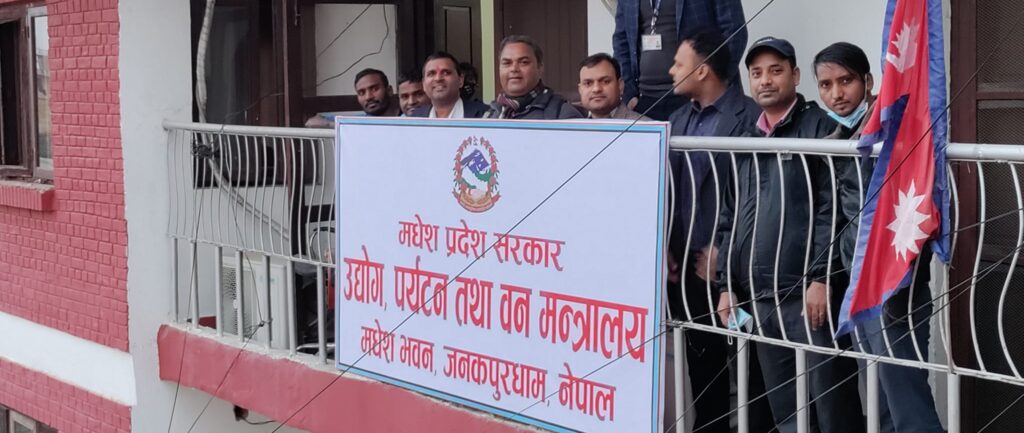 मधेश प्रदेश सरकार
उद्योग, पर्यटन तथा वन मन्त्रालय
मधेश भवन, जनकपुरधाम, नेपाल